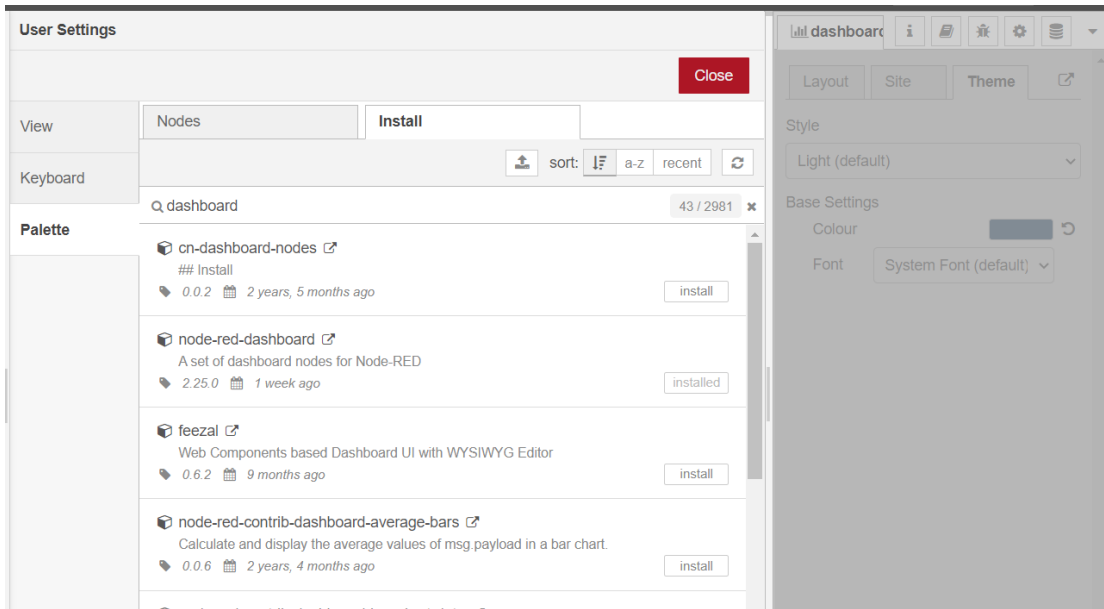 User Settings
Close
View
Keyboard
Palette
Nodes
Install
sort: a-z recent
dashboard
43 / 2981
cn-dashboard-nodes
## Install
0.0.2 2 years, 5 months ago
install
node-red-dashboard
A set of dashboard nodes for Node-RED
2.25.0 1 week ago
installed
feezal
Web Components based Dashboard UI with WYSIWYG Editor
0.6.2 9 months ago
install
node-red-contrib-dashboard-average-bars
Calculate and display the average values of msg.payload in a bar chart.
0.0.6 2 years, 4 months ago
install
dashboard
Layout
Site
Theme
Style
Light (default)
Base Settings
Colour
Font
System Font (default)